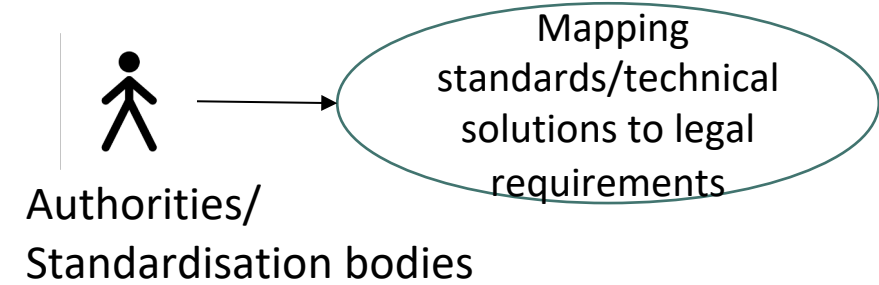 Mapping
standards/technical
solutions to legal
requirements
Authorities/
Standardisation bodies